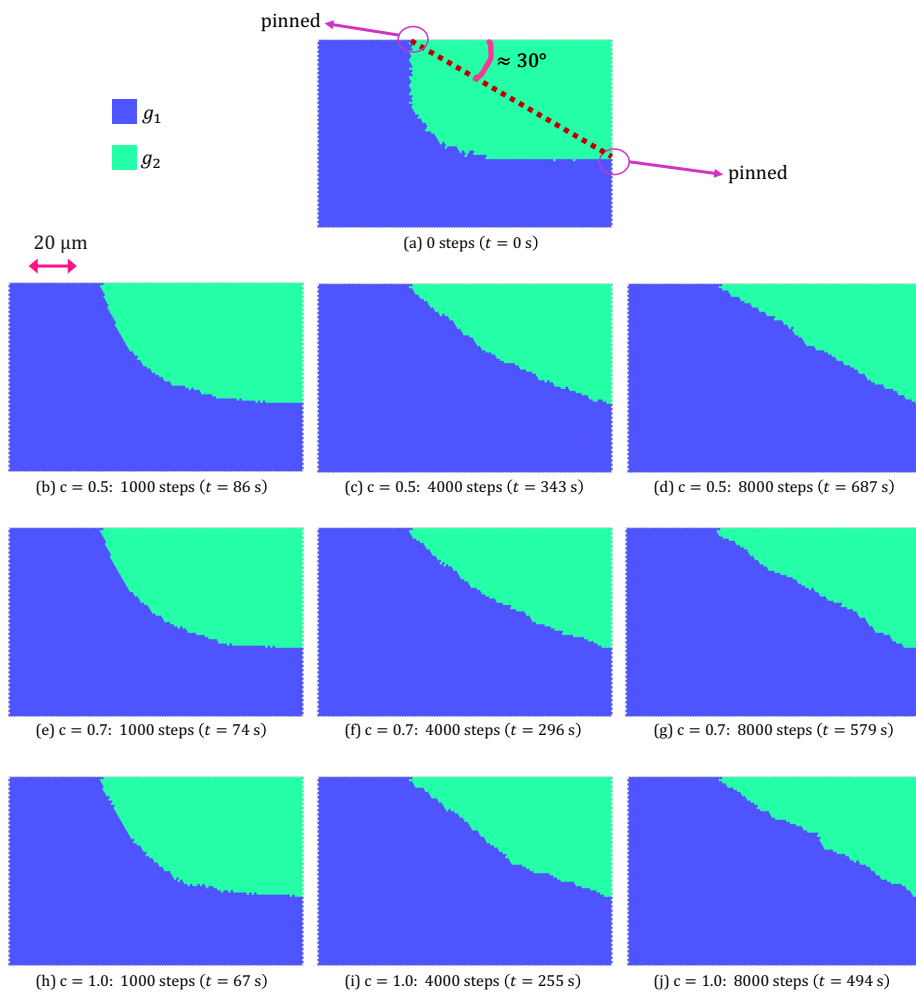 pinned
≈ 30°
g₁
g₂
pinned
(a) 0 steps (t = 0 s)
20 μm
(b) c = 0.5: 1000 steps (t = 86 s)
(c) c = 0.5: 4000 steps (t = 343 s)
(d) c = 0.5: 8000 steps (t = 687 s)
(e) c = 0.7: 1000 steps (t = 74 s)
(f) c = 0.7: 4000 steps (t = 296 s)
(g) c = 0.7: 8000 steps (t = 579 s)
(h) c = 1.0: 1000 steps (t = 67 s)
(i) c = 1.0: 4000 steps (t = 255 s)
(j) c = 1.0: 8000 steps (t = 494 s)